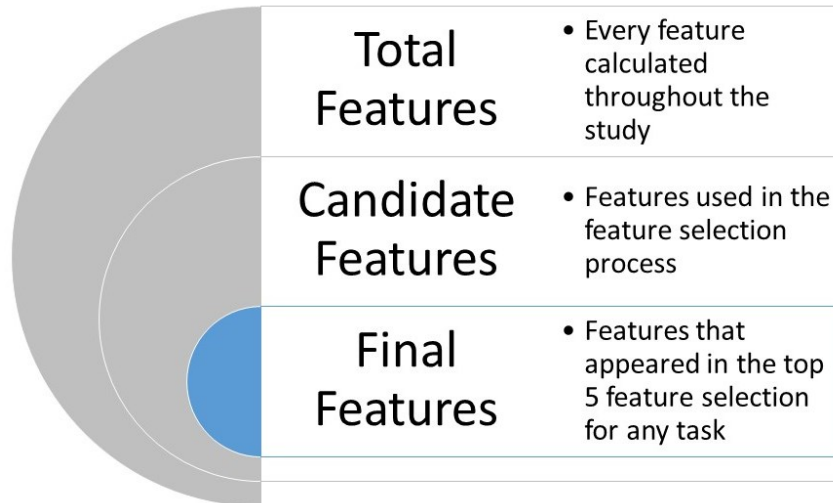 Total
Features
• Every feature
calculated
throughout the
study
Candidate
Features
• Features used in the
feature selection
process
Final
Features
• Features that
appeared in the top
5 feature selection
for any task